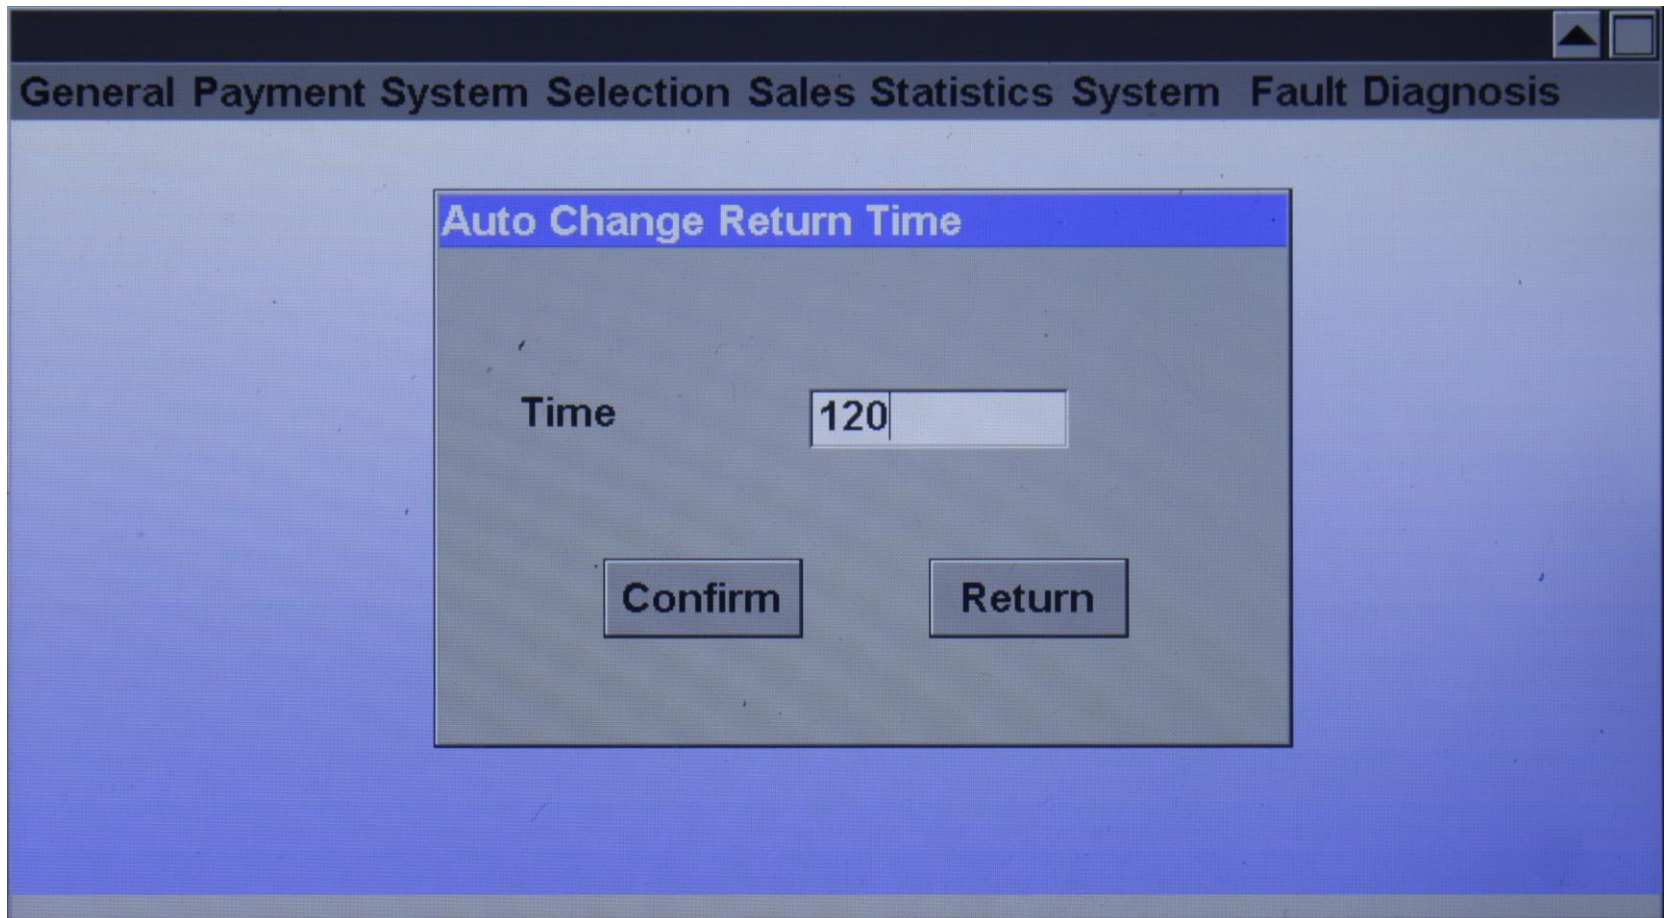 General Payment System Selection Sales Statistics System Fault Diagnosis
Auto Change Return Time
Time 120
Confirm Return